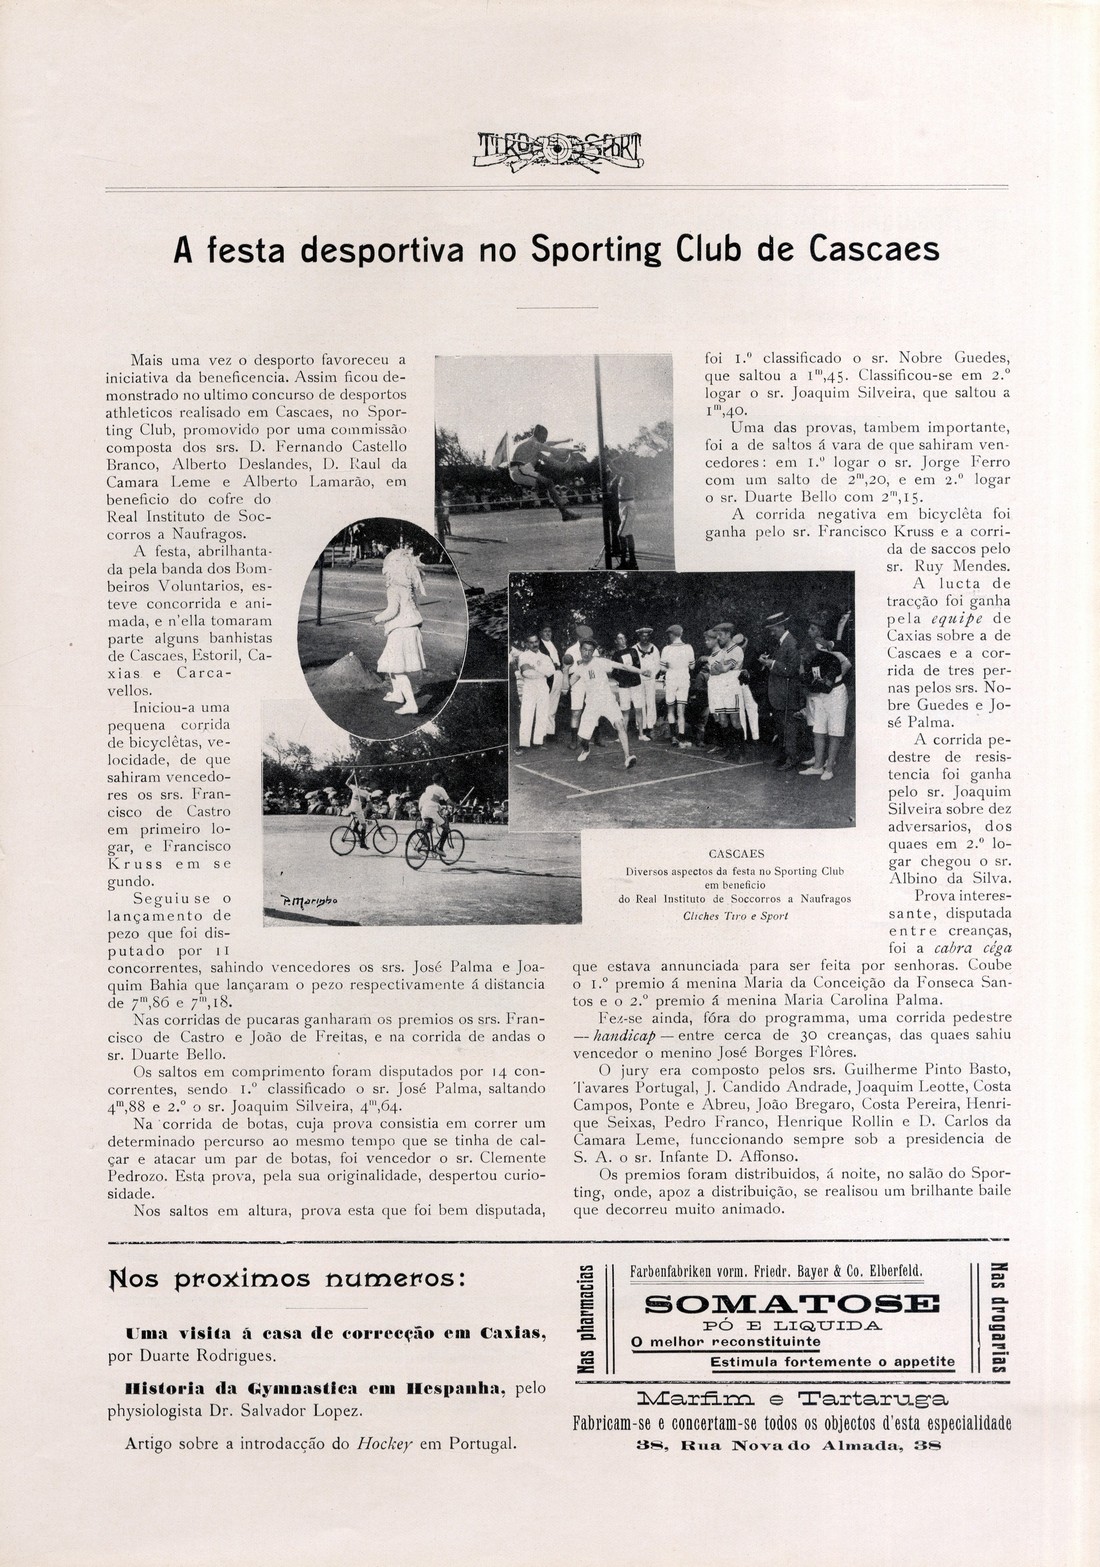 TIRO E SPORT
A festa desportiva no Sporting Club de Cascaes
Mais uma vez o desporto favoreceu a
iniciativa da beneficencia. Assim ficou de-
monstrado no ultimo concurso de desportos
athleticos realisado em Cascaes, no Spor-
ting Club, promovido por uma commissão
composta dos srs. D. Fernando Castello
Branco, Alberto Deslandes, D. Raul da
Camara Leme e Alberto Lamarão, em
beneficio do cofre do
Real Instituto de Soc-
corros a Naufragos.
A festa, abrilhanta-
da pela banda dos Bom-
beiros Voluntarios, es-
teve concorrida e ani-
mada, e n'ella tomaram
parte alguns banhistas
de Cascaes, Estoril, Ca-
xias e Carca-
vellos.
Iniciou-a uma
pequena corrida
de bicyclêtas, ve-
locidade, de que
sahiram vencedo-
res os srs. Fran-
cisco de Castro
em primeiro lo-
gar, e Francisco
Kruss em se
gundo.
Seguiu se o
lançamento de
pezo que foi dis-
putado por 11
concorrentes, sahindo vencedores os srs. José Palma e Joa-
quim Bahia que lançaram o pezo respectivamente á distancia
de 7m,86 e 7m,18.
Nas corridas de pucaras ganharam os premios os srs. Fran-
cisco de Castro e João de Freitas, e na corrida de andas o
sr. Duarte Bello.
Os saltos em comprimento foram disputados por 14 con-
correntes, sendo 1.º classificado o sr. José Palma, saltando
4m,88 e 2.º o sr. Joaquim Silveira, 4m,64.
Na corrida de botas, cuja prova consistia em correr um
determinado percurso ao mesmo tempo que se tinha de cal-
çar e atacar um par de botas, foi vencedor o sr. Clemente
Pedrozo. Esta prova, pela sua originalidade, despertou curio-
sidade.
Nos saltos em altura, prova esta que foi bem disputada,
P. Marinho
CASCAES
Diversos aspectos da festa no Sporting Club
em beneficio
do Real Instituto de Soccorros a Naufragos
Clichés Tiro e Sport
foi 1.º classificado o sr. Nobre Guedes,
que saltou a 1m,45. Classificou-se em 2.º
logar o sr. Joaquim Silveira, que saltou a
1m,40.
Uma das provas, tambem importante,
foi a de saltos á vara de que sahiram ven-
cedores: em 1.º logar o sr. Jorge Ferro
com um salto de 2m,20, e em 2.º logar
o sr. Duarte Bello com 2m,15.
A corrida negativa em bicyclêta foi
ganha pelo sr. Francisco Kruss e a corri-
da de saccos pelo
sr. Ruy Mendes.
A lucta de
tracção foi ganha
pela equipe de
Caxias sobre a de
Cascaes e a cor-
rida de tres per-
nas pelos srs. No-
bre Guedes e Jo-
sé Palma.
A corrida pe-
destre de resis-
tencia foi ganha
pelo sr. Joaquim
Silveira sobre dez
adversarios, dos
quaes em 2.º lo-
gar chegou o sr.
Albino da Silva.
Prova interes-
sante, disputada
entre creanças,
foi a cabra céga
que estava annunciada para ser feita por senhoras. Coube
o 1.º premio á menina Maria da Conceição da Fonseca San-
tos e o 2.º premio á menina Maria Carolina Palma.
Fez-se ainda, fóra do programma, uma corrida pedestre
— handicap — entre cerca de 30 creanças, das quaes sahiu
vencedor o menino José Borges Flôres.
O jury era composto pelos srs. Guilherme Pinto Basto,
Tavares Portugal, J. Candido Andrade, Joaquim Leotte, Costa
Campos, Ponte e Abreu, João Bregaro, Costa Pereira, Henri-
que Seixas, Pedro Franco, Henrique Rollin e D. Carlos da
Camara Leme, funccionando sempre sob a presidencia de
S. A. o sr. Infante D. Affonso.
Os premios foram distribuidos, á noite, no salão do Spor-
ting, onde, apoz a distribuição, se realisou um brilhante baile
que decorreu muito animado.
Nos proximos numeros:
Uma visita á casa de correcção em Caxias,
por Duarte Rodrigues.
Historia da Gymnastica em Hespanha, pelo
physiologista Dr. Salvador Lopez.
Artigo sobre a introdacção do Hockey em Portugal.
Nas pharmacias
Farbenfabriken vorm. Friedr. Bayer & Co. Elberfeld.
SOMATOSE
PÓ E LIQUIDA
O melhor reconstituinte
Estimula fortemente o appetite
Nas drogarias
Marfim e Tartaruga
Fabricam-se e concertam-se todos os objectos d'esta especialidade
38, Rua Nova do Almada, 38